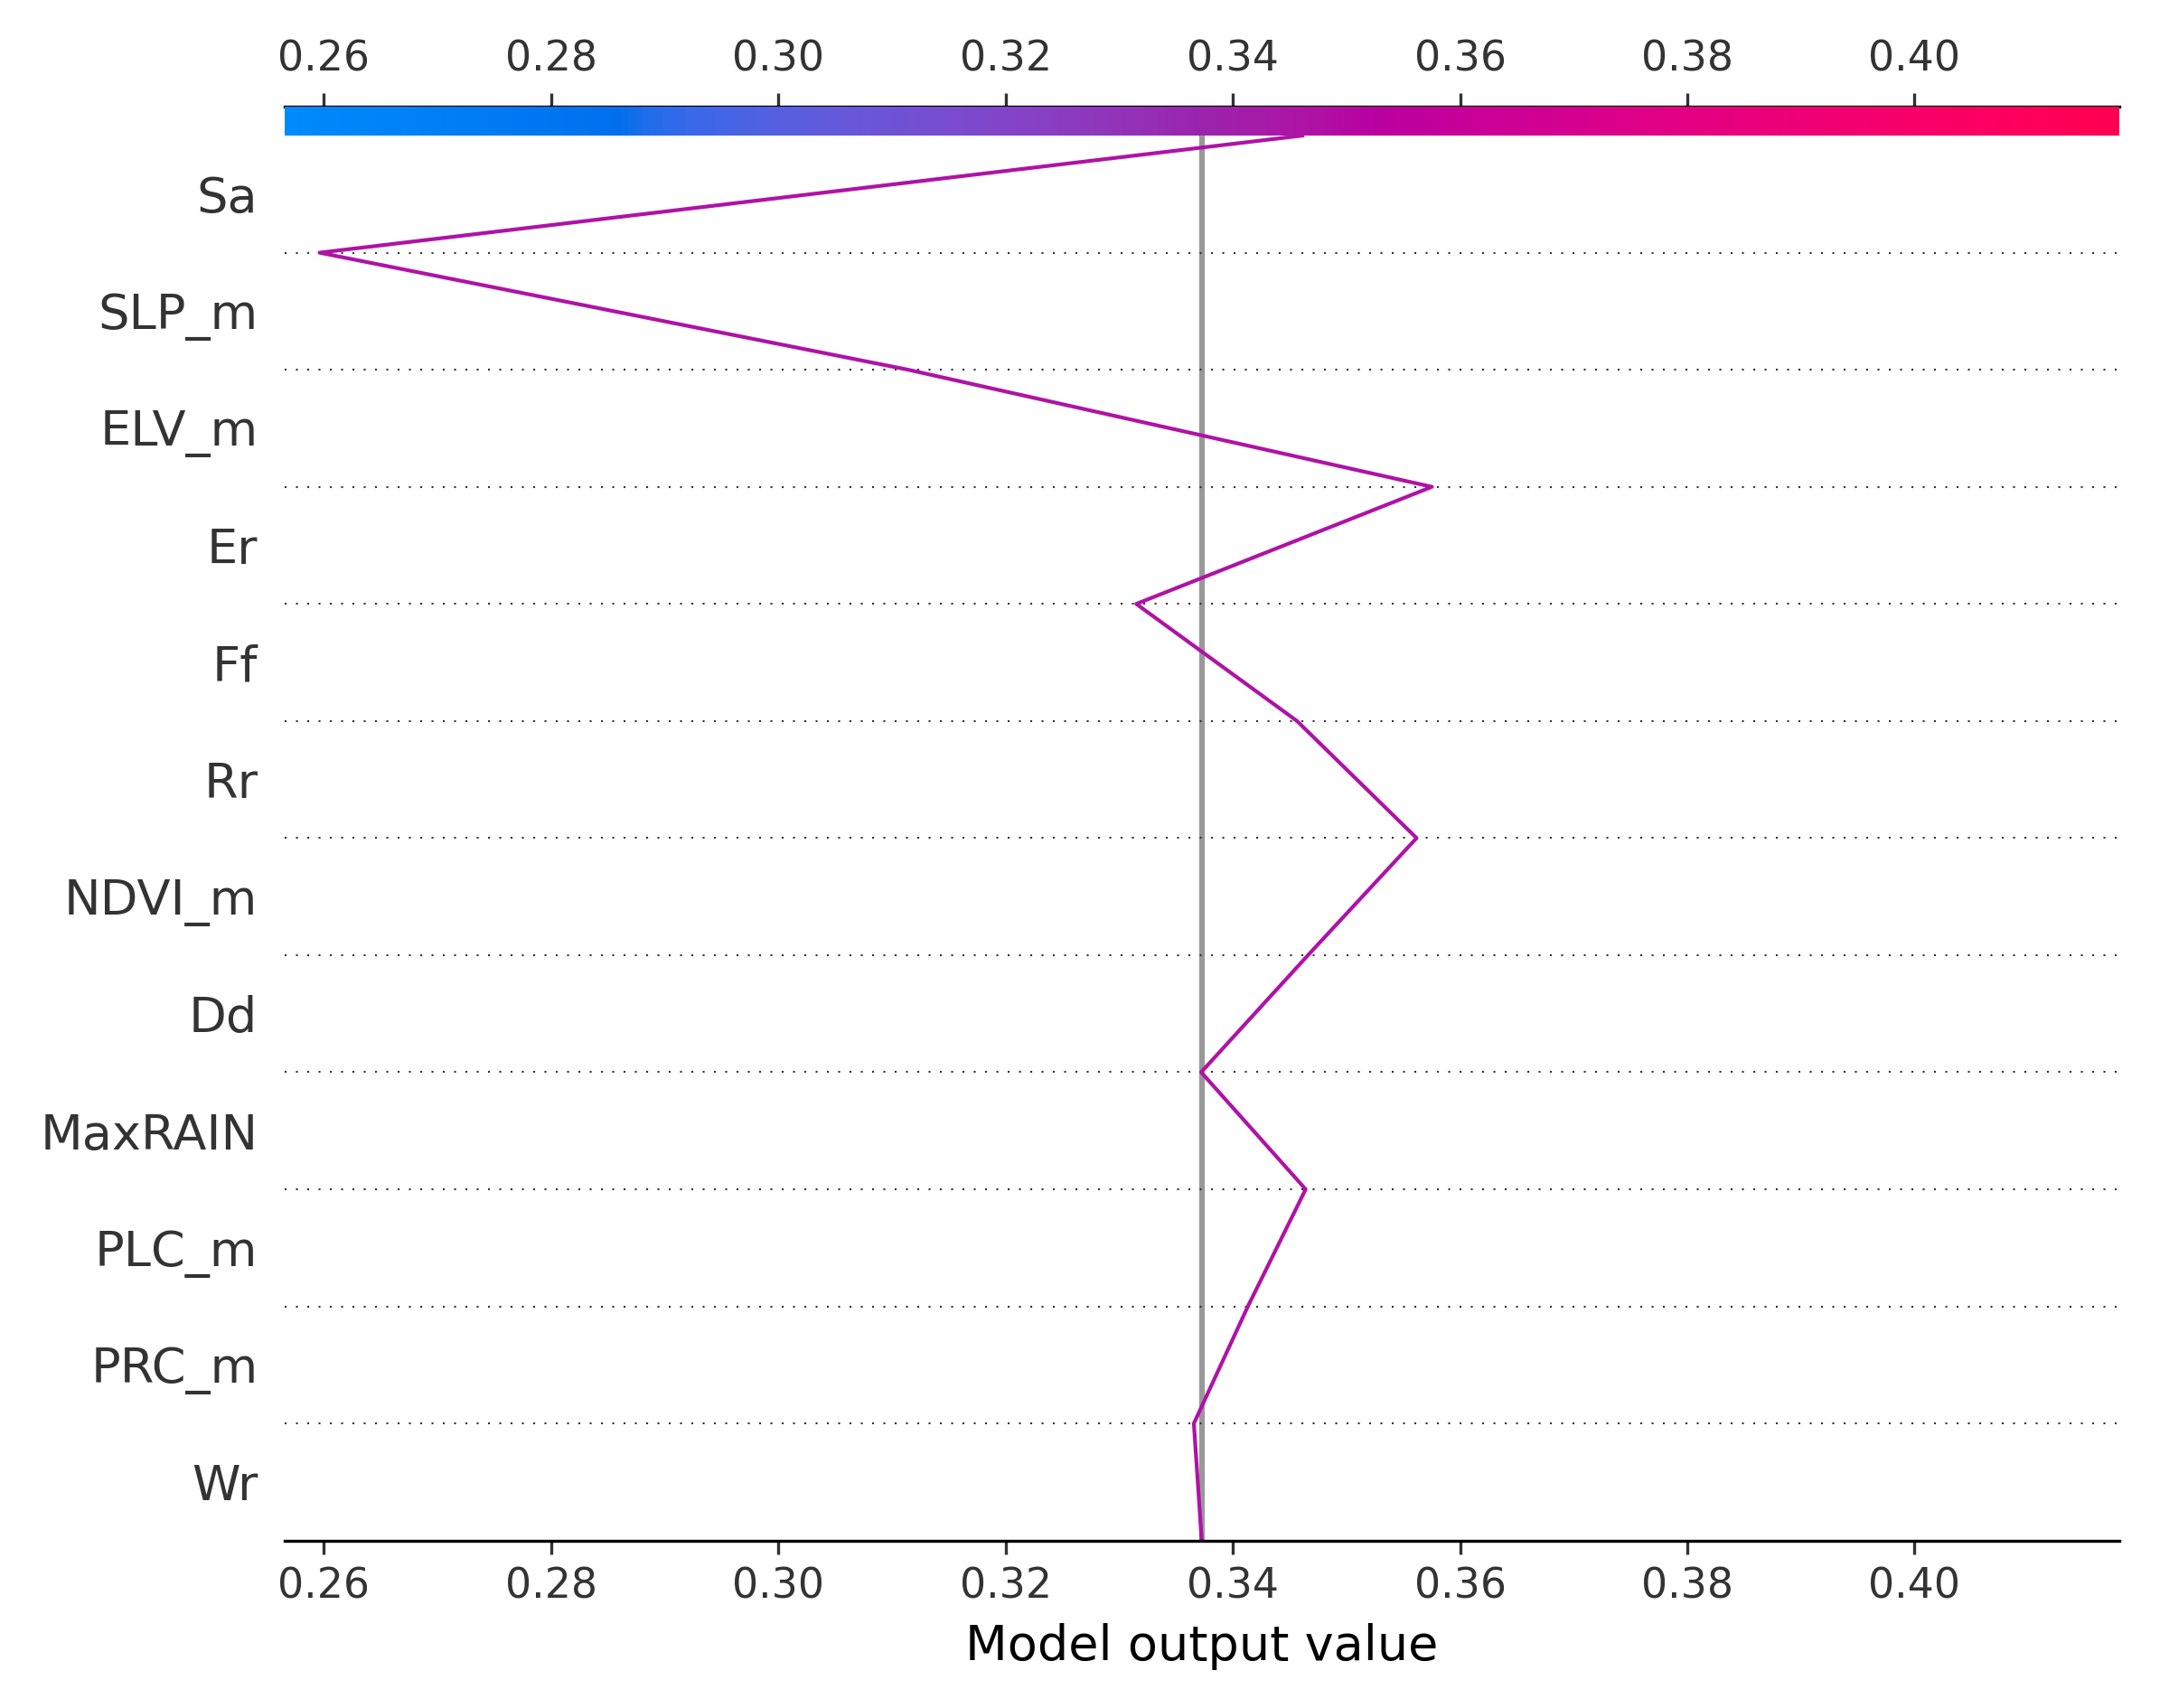 0.26 0.28 0.30 0.32 0.34 0.36 0.38 0.40
Sa
SLP_m
ELV_m
Er
Ff
Rr
NDVI_m
Dd
MaxRAIN
PLC_m
PRC_m
Wr
0.26 0.28 0.30 0.32 0.34 0.36 0.38 0.40
Model output value